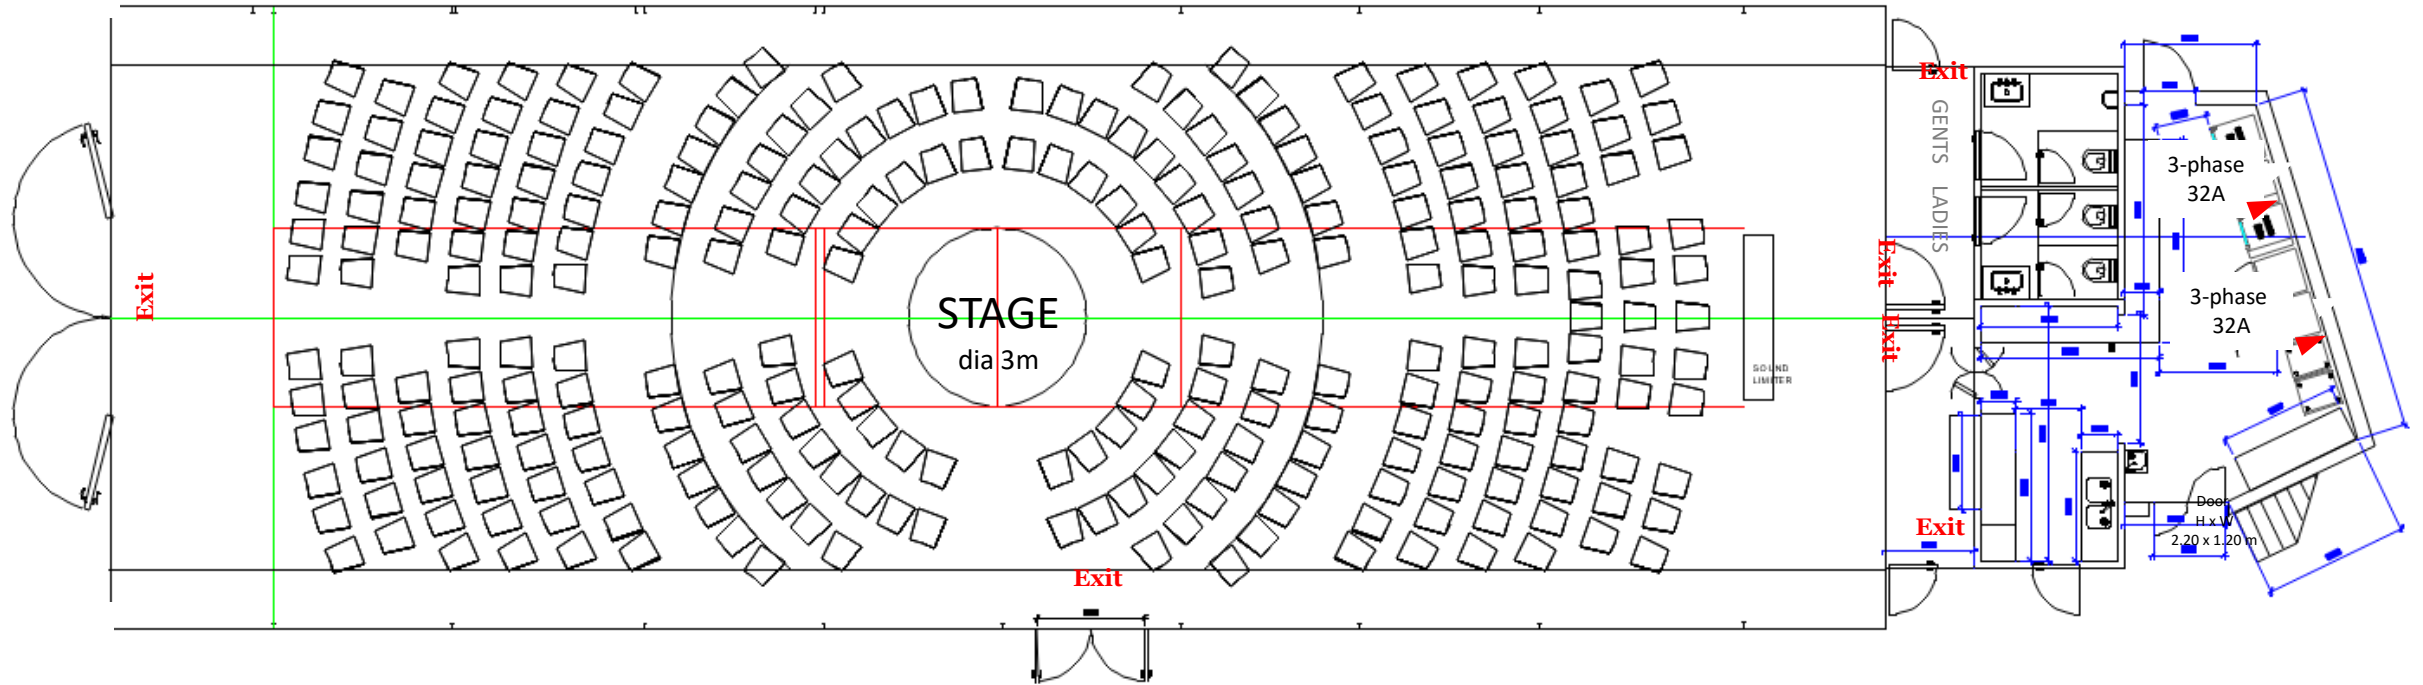 Exit
GENTS LADIES
3-phase
32A
Exit
Exit
Exit
3-phase
32A
STAGE
dia 3m
SOUND
LIMITER
Door
H x W
2.20 x 1.20 m
Exit
Exit